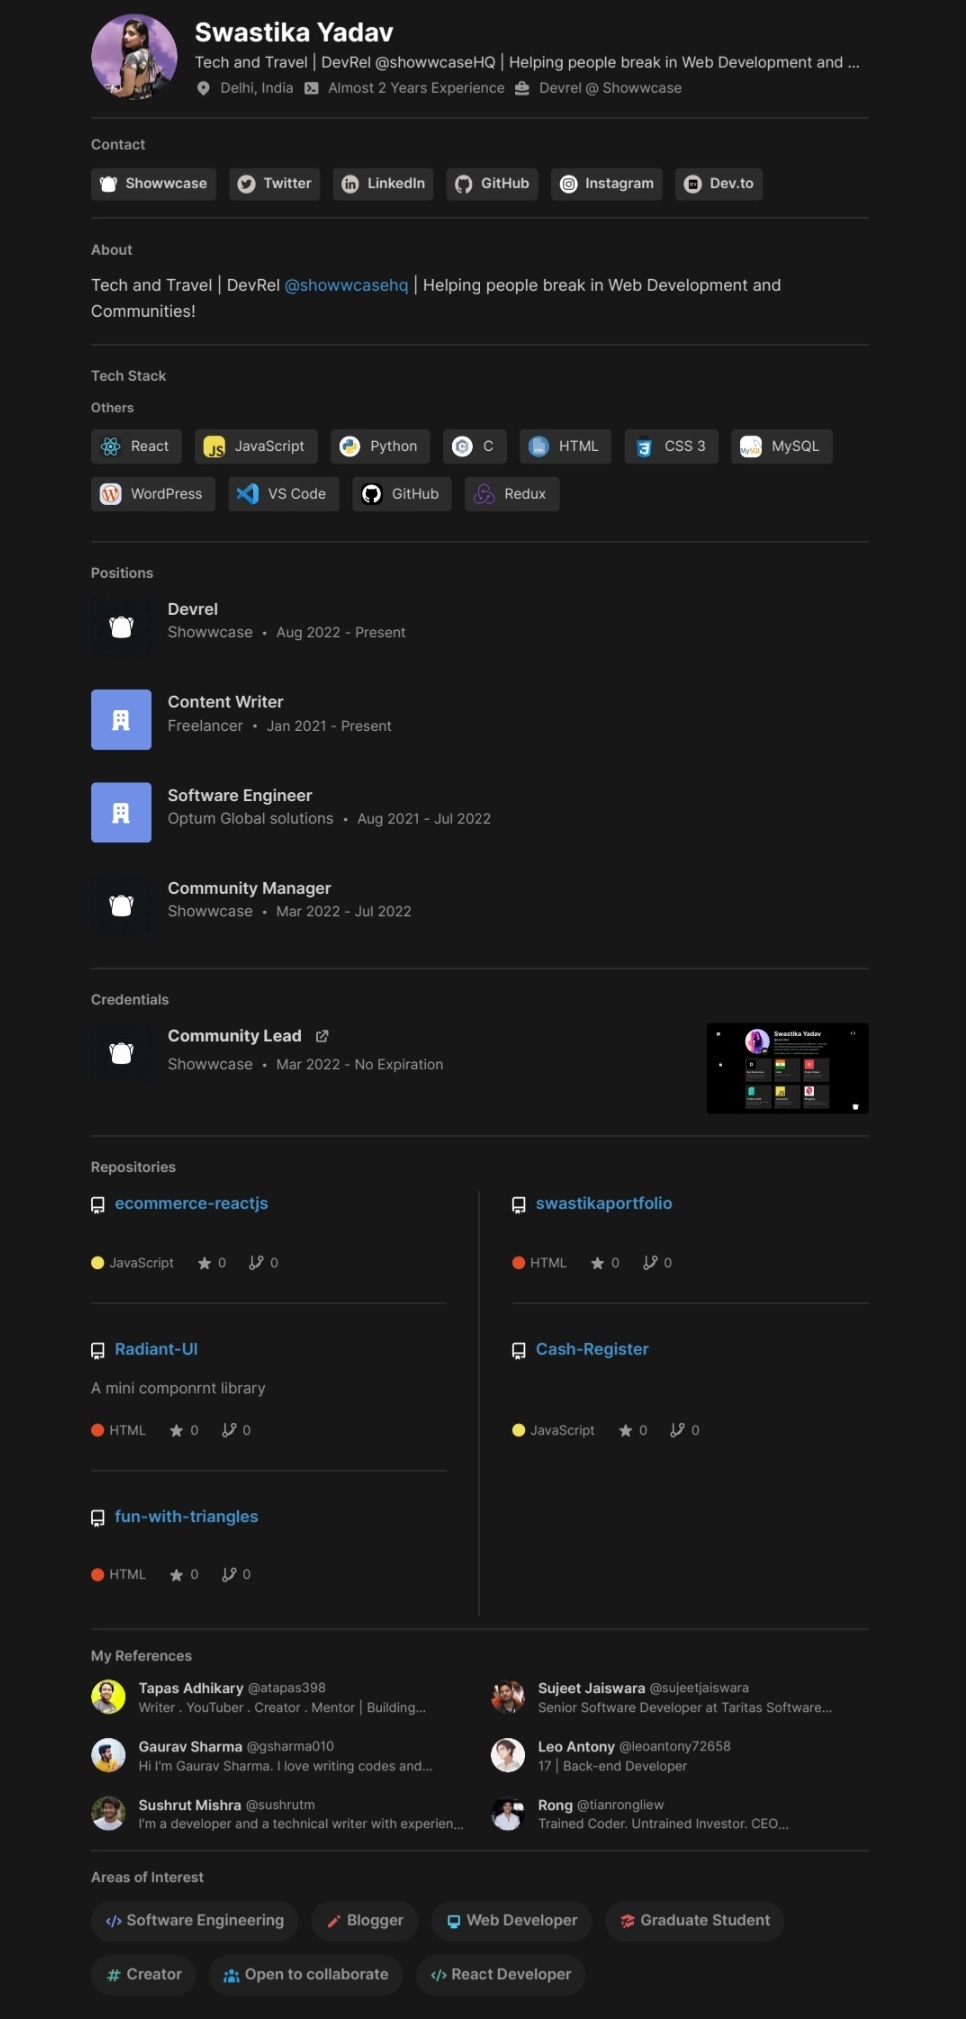 Swastika Yadav
Tech and Travel | DevRel @showwcaseHQ | Helping people break in Web Development and ...
Delhi, India Almost 2 Years Experience Devrel @ Showwcase
Contact
Showwcase Twitter LinkedIn GitHub Instagram Dev.to
About
Tech and Travel | DevRel @showwcasehq | Helping people break in Web Development and
Communities!
Tech Stack
Others
React JavaScript Python C HTML CSS 3 MySQL
WordPress VS Code GitHub Redux
Positions
Devrel
Showwcase • Aug 2022 - Present
Content Writer
Freelancer • Jan 2021 - Present
Software Engineer
Optum Global solutions • Aug 2021 - Jul 2022
Community Manager
Showwcase • Mar 2022 - Jul 2022
Credentials
Community Lead
Showwcase • Mar 2022 - No Expiration
Swastika Yadav
Repositories
ecommerce-reactjs
JavaScript 0 0
swastikaportfolio
HTML 0 0
Radiant-UI
A mini componrnt library
HTML 0 0
Cash-Register
JavaScript 0 0
fun-with-triangles
HTML 0 0
My References
Tapas Adhikary @atapas398
Writer . YouTuber . Creator . Mentor | Building...
Sujeet Jaiswara @sujeetjaiswara
Senior Software Developer at Taritas Software...
Gaurav Sharma @gsharma010
Hi I'm Gaurav Sharma. I love writing codes and...
Leo Antony @leoantony72658
17 | Back-end Developer
Sushrut Mishra @sushrutm
I'm a developer and a technical writer with experien...
Rong @tianrongliew
Trained Coder. Untrained Investor. CEO...
Areas of Interest
Software Engineering Blogger Web Developer Graduate Student
Creator Open to collaborate React Developer